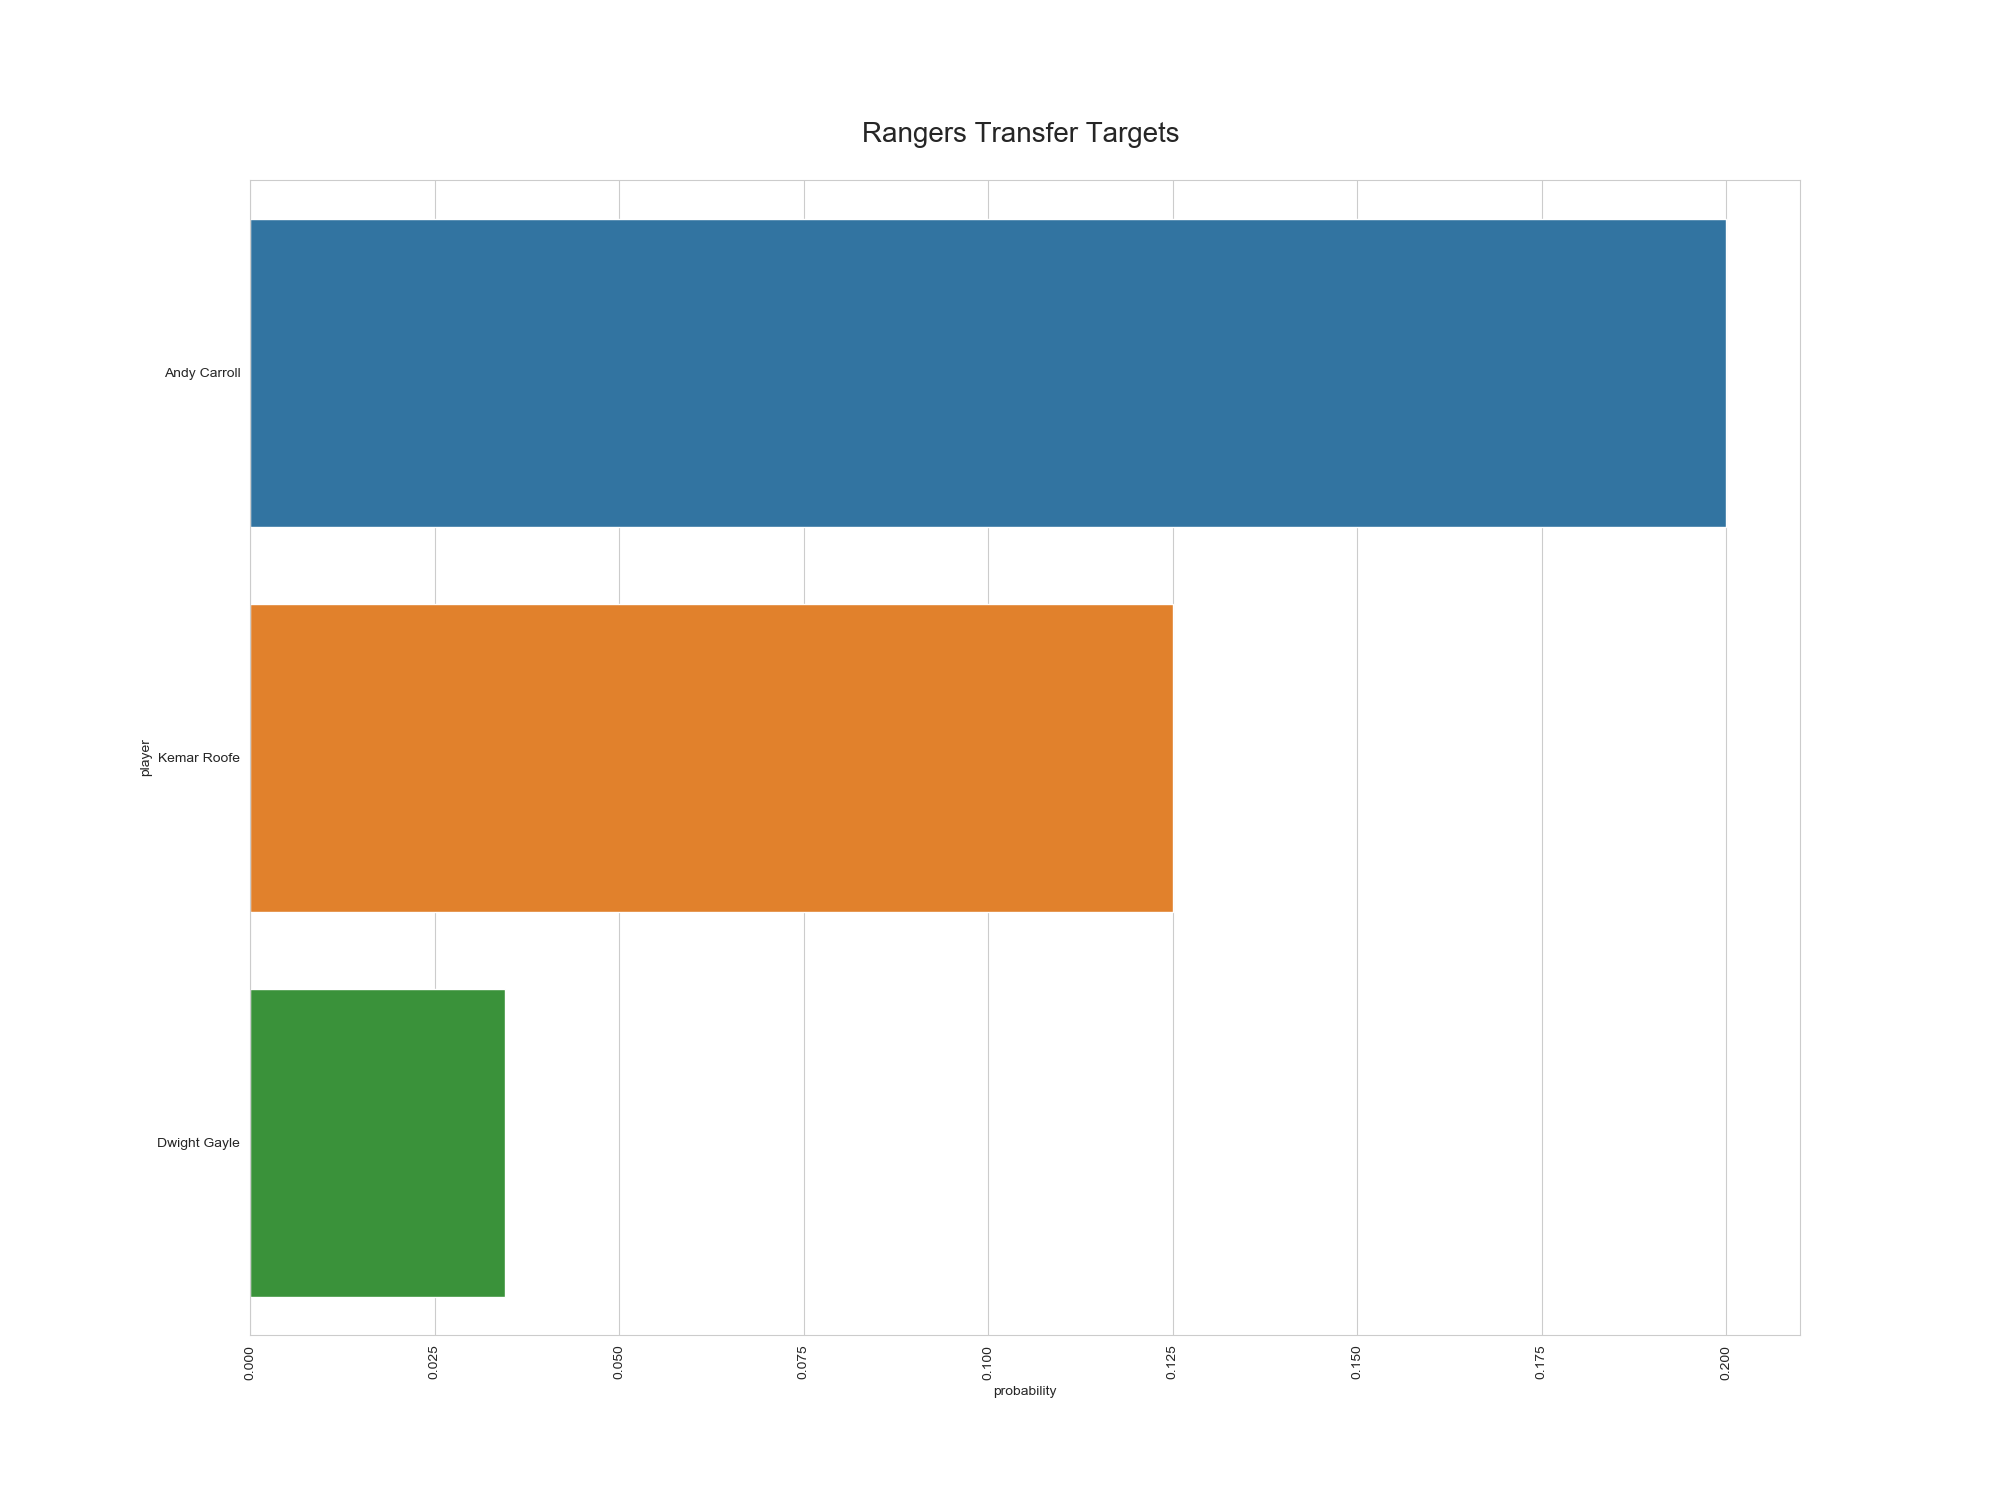 Rangers Transfer Targets
Andy Carroll
Kemar Roofe
Dwight Gayle
player
0.000
0.025
0.050
0.075
0.100
0.125
0.150
0.175
0.200
probability